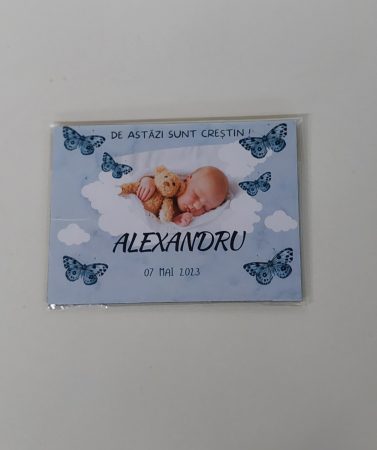 DE ASTĂZI SUNT CREȘTIN !
ALEXANDRU
07 MAI 2023